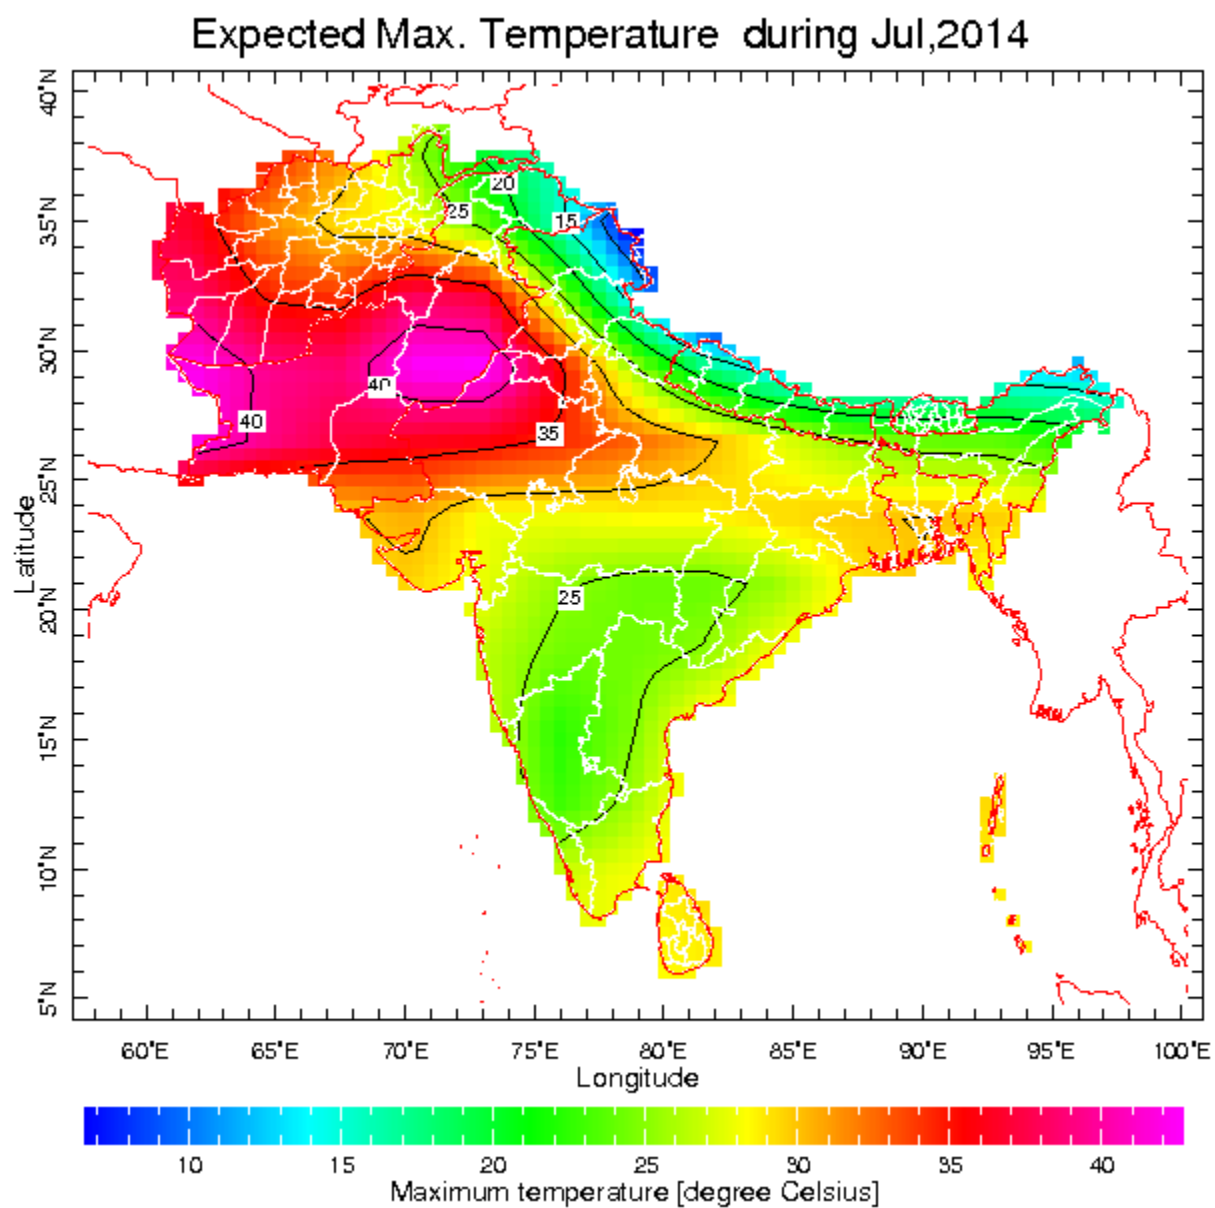 Expected Max. Temperature during Jul,2014
40°N
35°N
30°N
25°N
20°N
15°N
10°N
5°N
Latitude
20
25
15
40
40
35
25
60°E 65°E 70°E 75°E 80°E 85°E 90°E 95°E 100°E
Longitude
10 15 20 25 30 35 40
Maximum temperature [degree Celsius]